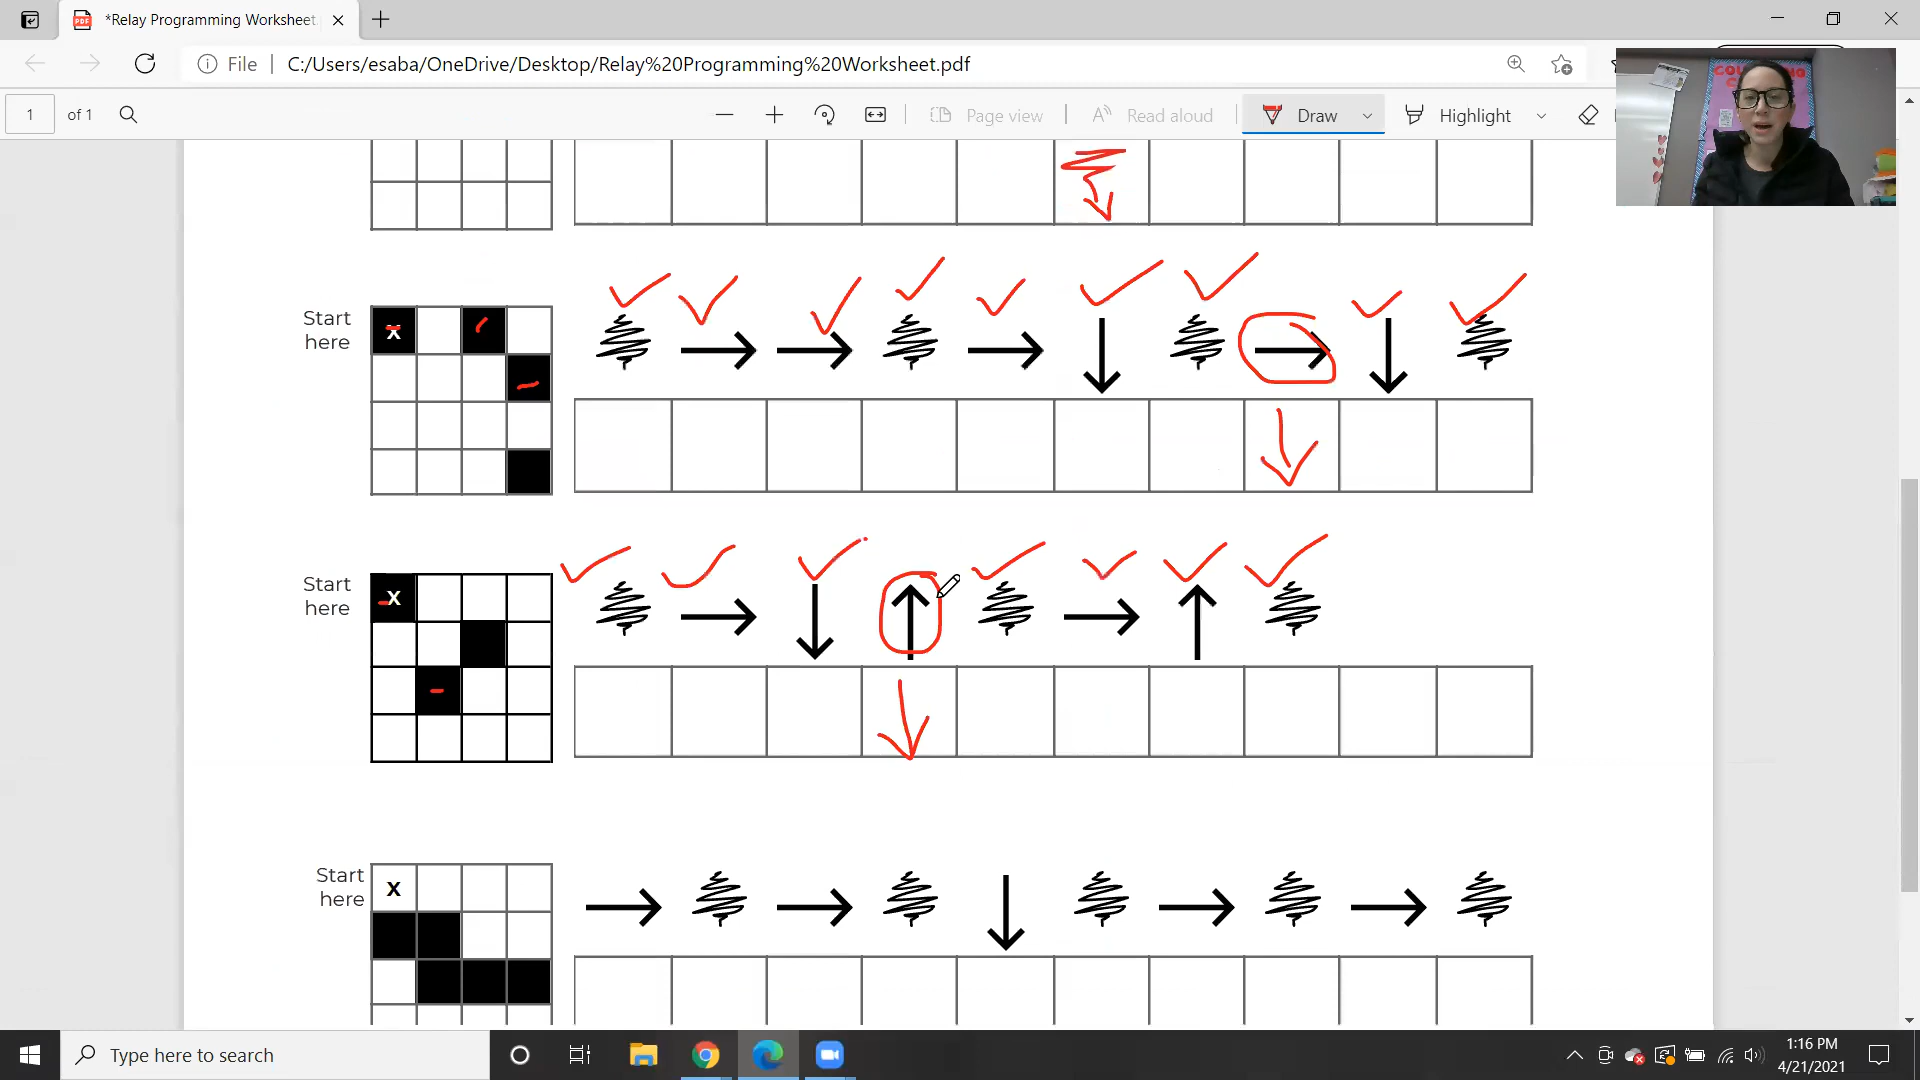 *Relay Programming Worksheet.
File
C:/Users/esaba/OneDrive/Desktop/Relay%20Programming%20Worksheet.pdf
1 of 1
Page view
Read aloud
Draw
Highlight
Start
here
x
Start
here
x
Start
here
x
Type here to search
1:16 PM
4/21/2021